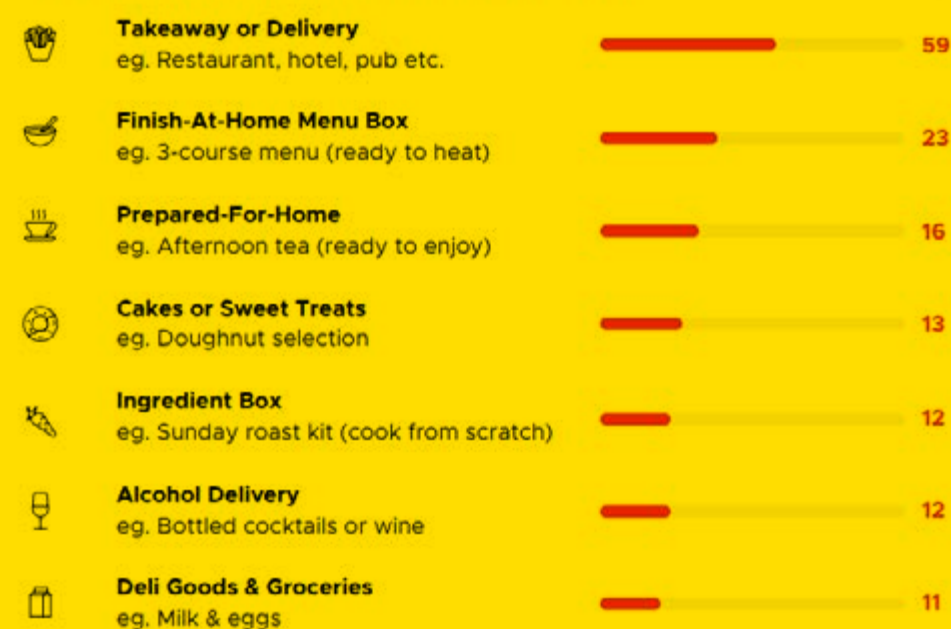 Takeaway or Delivery
eg. Restaurant, hotel, pub etc.
59
Finish-At-Home Menu Box
eg. 3-course menu (ready to heat)
23
Prepared-For-Home
eg. Afternoon tea (ready to enjoy)
16
Cakes or Sweet Treats
eg. Doughnut selection
13
Ingredient Box
eg. Sunday roast kit (cook from scratch)
12
Alcohol Delivery
eg. Bottled cocktails or wine
12
Deli Goods & Groceries
eg. Milk & eggs
11